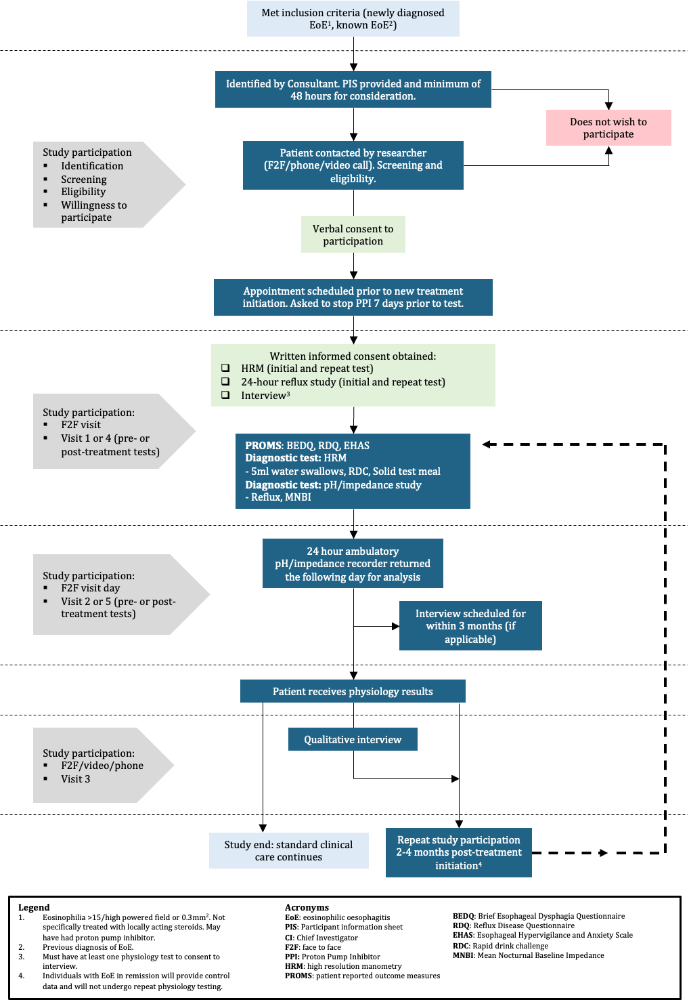 Met inclusion criteria (newly diagnosed
EoE¹, known EoE²)
Identified by Consultant. PIS provided and minimum of
48 hours for consideration.
Does not wish to
participate
Patient contacted by researcher
(F2F/phone/video call). Screening and
eligibility.
Study participation
▪ Identification
▪ Screening
▪ Eligibility
▪ Willingness to
participate
Verbal consent to
participation
Appointment scheduled prior to new treatment
initiation. Asked to stop PPI 7 days prior to test.
Written informed consent obtained:
❑ HRM (initial and repeat test)
❑ 24-hour reflux study (initial and repeat test)
❑ Interview³
Study participation:
▪ F2F visit
▪ Visit 1 or 4 (pre- or
post-treatment tests)
PROMS: BEDQ, RDQ, EHAS
Diagnostic test: HRM
- 5ml water swallows, RDC, Solid test meal
Diagnostic test: pH/impedance study
- Reflux, MNBI
24 hour ambulatory
pH/impedance recorder returned
the following day for analysis
Study participation:
▪ F2F visit day
▪ Visit 2 or 5 (pre- or post-
treatment tests)
Interview scheduled for
within 3 months (if
applicable)
Patient receives physiology results
Qualitative interview
Study participation:
▪ F2F/video/phone
▪ Visit 3
Study end: standard clinical
care continues
Repeat study participation
2-4 months post-treatment
initiation⁴
Legend
1. Eosinophilia >15/high powered field or 0.3mm². Not
specifically treated with locally acting steroids. May
have had proton pump inhibitor.
2. Previous diagnosis of EoE.
3. Must have at least one physiology test to consent to
interview.
4. Individuals with EoE in remission will provide control
data and will not undergo repeat physiology testing.
Acronyms
EoE: eosinophilic oesophagitis
PIS: Participant information sheet
CI: Chief Investigator
F2F: face to face
PPI: Proton Pump Inhibitor
HRM: high resolution manometry
PROMS: patient reported outcome measures
BEDQ: Brief Esophageal Dysphagia Questionnaire
RDQ: Reflux Disease Questionnaire
EHAS: Esophageal Hypervigilance and Anxiety Scale
RDC: Rapid drink challenge
MNBI: Mean Nocturnal Baseline Impedance